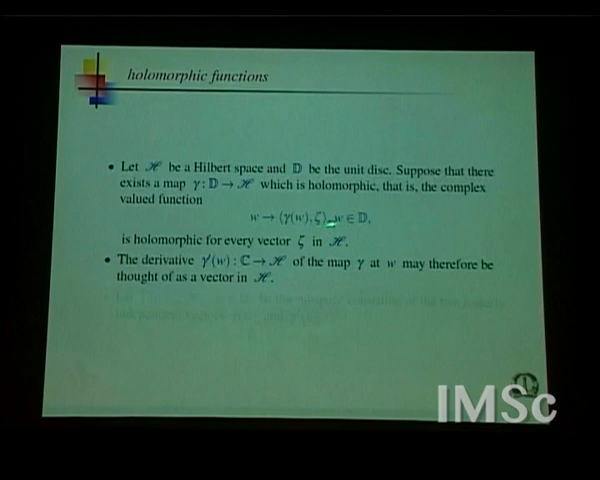 holomorphic functions
• Let ℋ be a Hilbert space and 𝔻 be the unit disc. Suppose that there
exists a map γ : 𝔻 → ℋ which is holomorphic, that is, the complex
valued function
w → ⟨γ(w), ζ⟩, w ∈ 𝔻,
is holomorphic for every vector ζ in ℋ.
• The derivative γ′(w) : ℂ → ℋ of the map γ at w may therefore be
thought of as a vector in ℋ.
IMSc